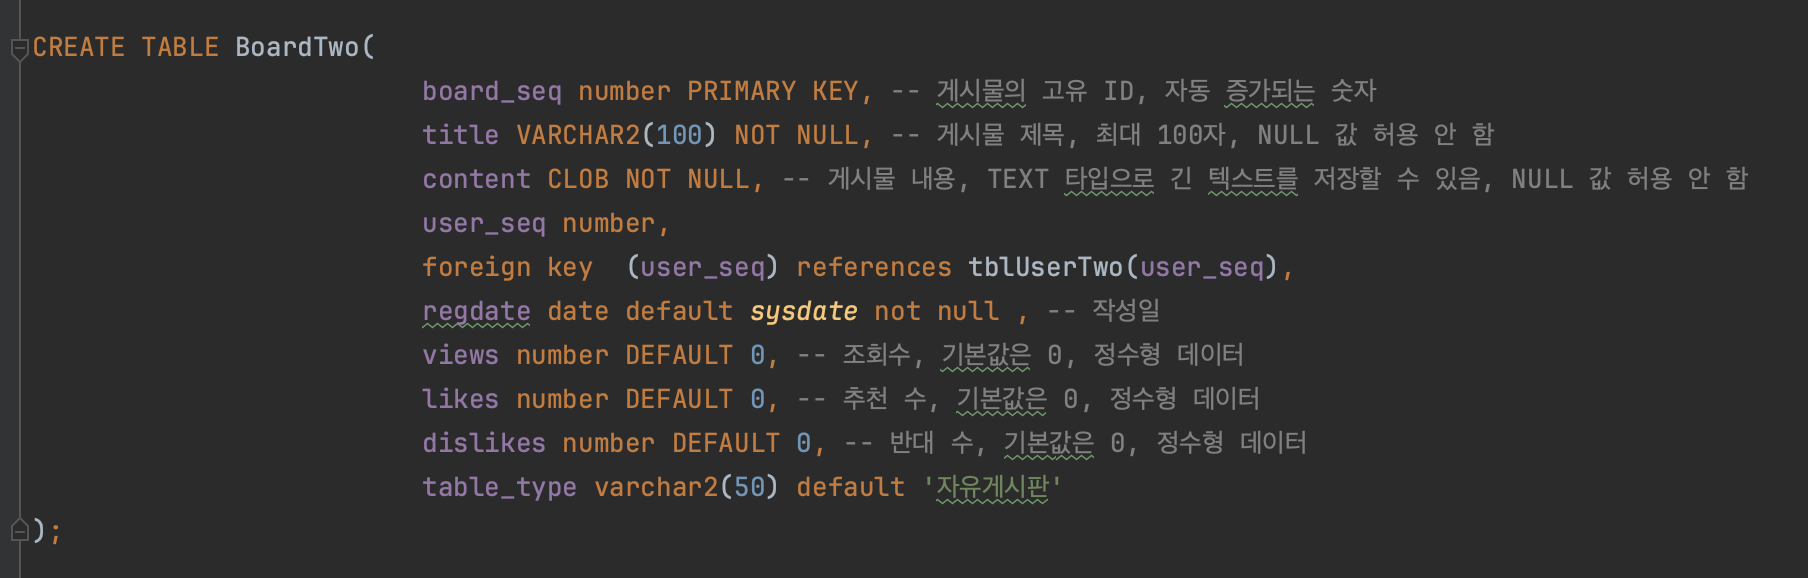 CREATE TABLE BoardTwo(
board_seq number PRIMARY KEY, -- 게시물의 고유 ID, 자동 증가되는 숫자
title VARCHAR2(100) NOT NULL, -- 게시물 제목, 최대 100자, NULL 값 허용 안 함
content CLOB NOT NULL, -- 게시물 내용, TEXT 타입으로 긴 텍스트를 저장할 수 있음, NULL 값 허용 안 함
user_seq number,
foreign key  (user_seq) references tblUserTwo(user_seq),
regdate date default sysdate not null , -- 작성일
views number DEFAULT 0, -- 조회수, 기본값은 0, 정수형 데이터
likes number DEFAULT 0, -- 추천 수, 기본값은 0, 정수형 데이터
dislikes number DEFAULT 0, -- 반대 수, 기본값은 0, 정수형 데이터
table_type varchar2(50) default '자유게시판'
);